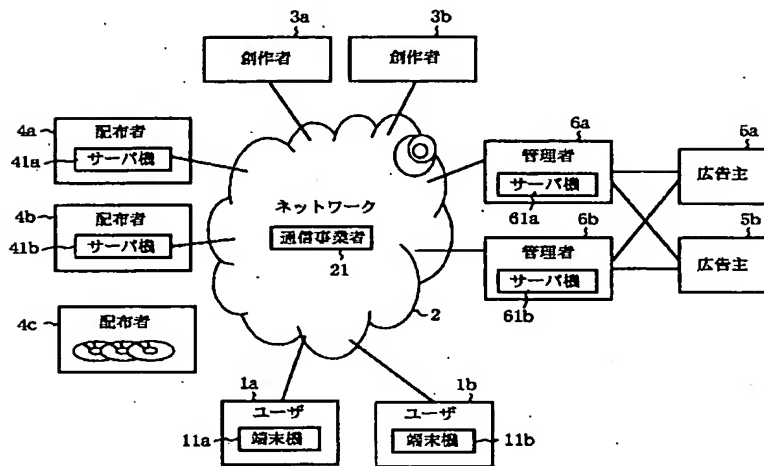 3a 3b
創作者 創作者
4a
配布者
41a サーバ機
4b
配布者
41b サーバ機
4c
配布者
ネットワーク
通信事業者
21
2
6a
管理者
サーバ機
61a
6b
管理者
サーバ機
61b
5a
広告主
5b
広告主
1a
ユーザ
11a 端末機
1b
ユーザ
端末機 11b